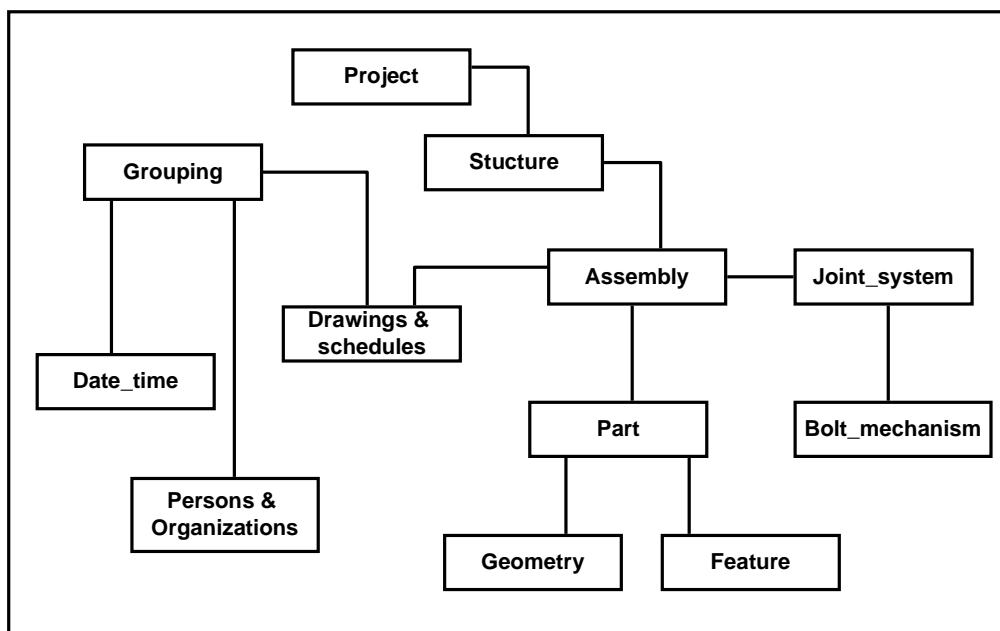 Project
Stucture
Grouping
Assembly
Joint_system
Drawings &
schedules
Date_time
Part
Bolt_mechanism
Persons &
Organizations
Geometry
Feature